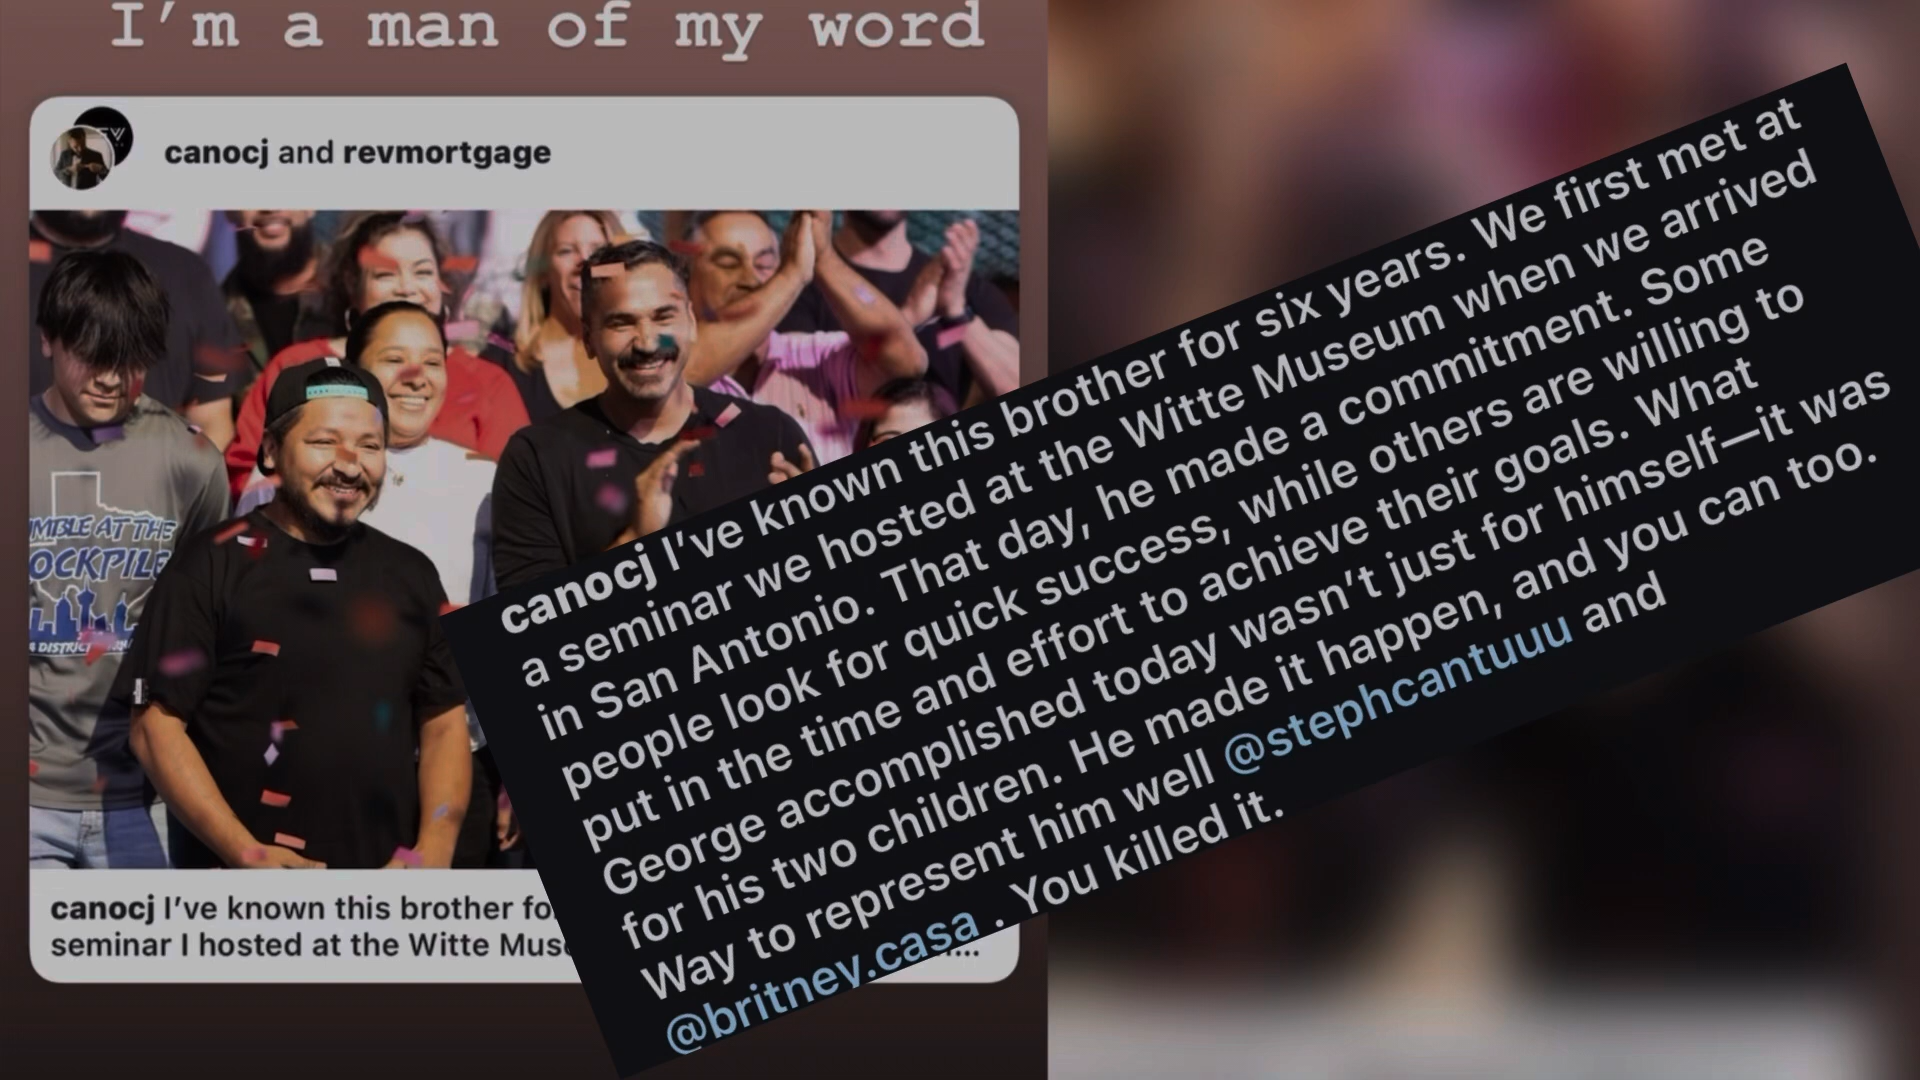 I'm a man of my word
canocj and revmortgage
MBLE AT THE
OCKPILE
DISTRICT
canocj I've known this brother fo
seminar I hosted at the Witte Muse
...
canocj I've known this brother for six years. We first met at
a seminar we hosted at the Witte Museum when we arrived
in San Antonio. That day, he made a commitment. Some
people look for quick success, while others are willing to
put in the time and effort to achieve their goals. What
George accomplished today wasn't just for himself—it was
for his two children. He made it happen, and you can too.
Way to represent him well @stephcantuuu and
@britney.casa . You killed it.